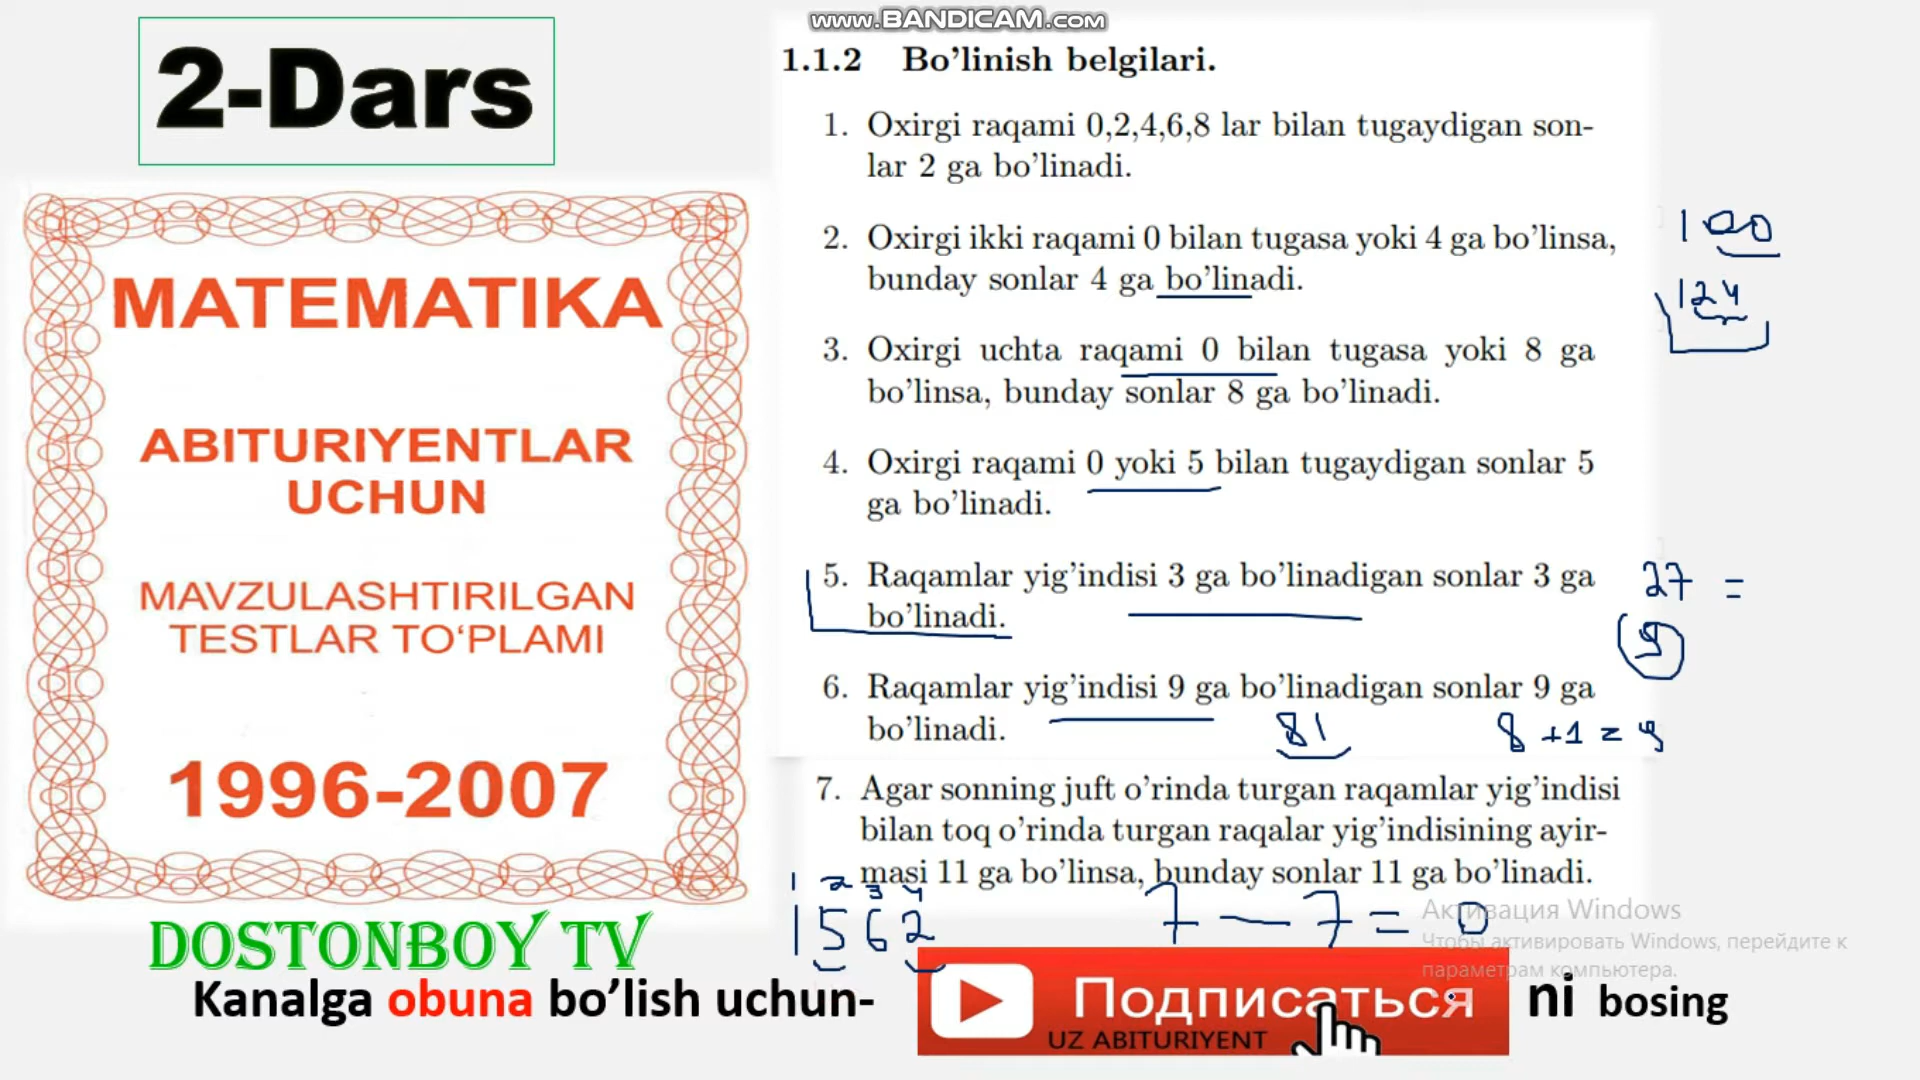 www.BANDICAM.com
2-Dars
MATEMATIKA
ABITURIYENTLAR
UCHUN
MAVZULASHTIRILGAN
TESTLAR TO‘PLAMI
1996-2007
DOSTONBOY TV
1.1.2 Bo’linish belgilari.
1. Oxirgi raqami 0,2,4,6,8 lar bilan tugaydigan son-
lar 2 ga bo’linadi.
2. Oxirgi ikki raqami 0 bilan tugasa yoki 4 ga bo’linsa,
bunday sonlar 4 ga bo’linadi.
100
124
3. Oxirgi uchta raqami 0 bilan tugasa yoki 8 ga
bo’linsa, bunday sonlar 8 ga bo’linadi.
4. Oxirgi raqami 0 yoki 5 bilan tugaydigan sonlar 5
ga bo’linadi.
5. Raqamlar yig’indisi 3 ga bo’linadigan sonlar 3 ga
bo’linadi.
27 =
9
6. Raqamlar yig’indisi 9 ga bo’linadigan sonlar 9 ga
bo’linadi.
81
8 + 1 = 9
7. Agar sonning juft o’rinda turgan raqamlar yig’indisi
bilan toq o’rinda turgan raqalar yig’indisining ayir-
masi 11 ga bo’linsa, bunday sonlar 11 ga bo’linadi.
1 2 3 4
1562
7 — 7 = 0
Активация Windows
Чтобы активировать Windows, перейдите к
параметрам компьютера.
Kanalga obuna bo’lish uchun-
Подписаться
UZ ABITURIYENT
ni bosing